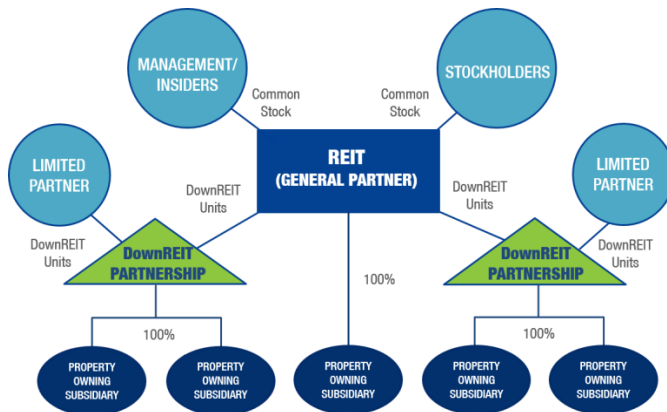 MANAGEMENT/
INSIDERS
STOCKHOLDERS
Common
Stock
Common
Stock
REIT
(GENERAL PARTNER)
LIMITED
PARTNER
LIMITED
PARTNER
DownREIT
Units
DownREIT
Units
DownREIT
Units
DownREIT
Units
DownREIT
PARTNERSHIP
DownREIT
PARTNERSHIP
100%
100%
100%
PROPERTY
OWNING
SUBSIDIARY
PROPERTY
OWNING
SUBSIDIARY
PROPERTY
OWNING
SUBSIDIARY
PROPERTY
OWNING
SUBSIDIARY
PROPERTY
OWNING
SUBSIDIARY